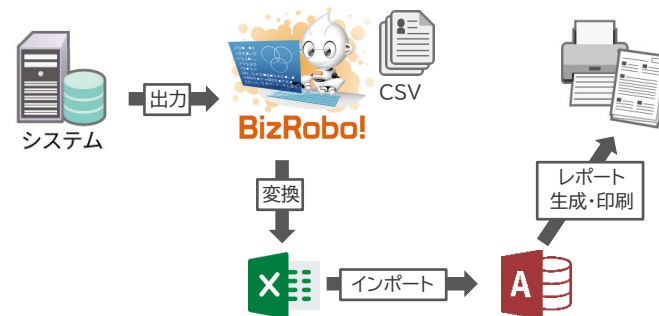 システム
出力
BizRobo!
CSV
変換
X
インポート
A
レポート
生成・印刷